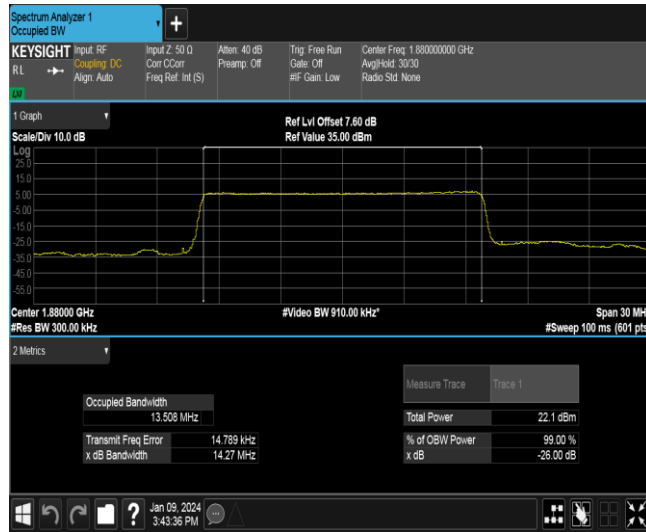 Spectrum Analyzer 1
Occupied BW
KEYSIGHT
RL
Input: RF
Coupling: DC
Align: Auto
Input Z: 50 Ω
Corr CCorr
Freq Ref: Int (S)
Atten: 40 dB
Preamp: Off
Trig: Free Run
Gate: Off
#IF Gain: Low
Center Freq: 1.880000000 GHz
Avg|Hold: 30/30
Radio Std: None
LXI
1 Graph
Scale/Div 10.0 dB
Ref Lvl Offset 7.60 dB
Ref Value 35.00 dBm
Log
25.0
15.0
5.00
-5.00
-15.0
-25.0
-35.0
-45.0
-55.0
Center 1.88000 GHz
#Video BW 910.00 kHz*
Span 30 MH
#Res BW 300.00 kHz
#Sweep 100 ms (601 pts
2 Metrics
Measure Trace
Trace 1
Occupied Bandwidth
13.508 MHz
Total Power 22.1 dBm
Transmit Freq Error 14.789 kHz
% of OBW Power 99.00 %
x dB Bandwidth 14.27 MHz
x dB -26.00 dB
?
Jan 09, 2024
3:43:36 PM